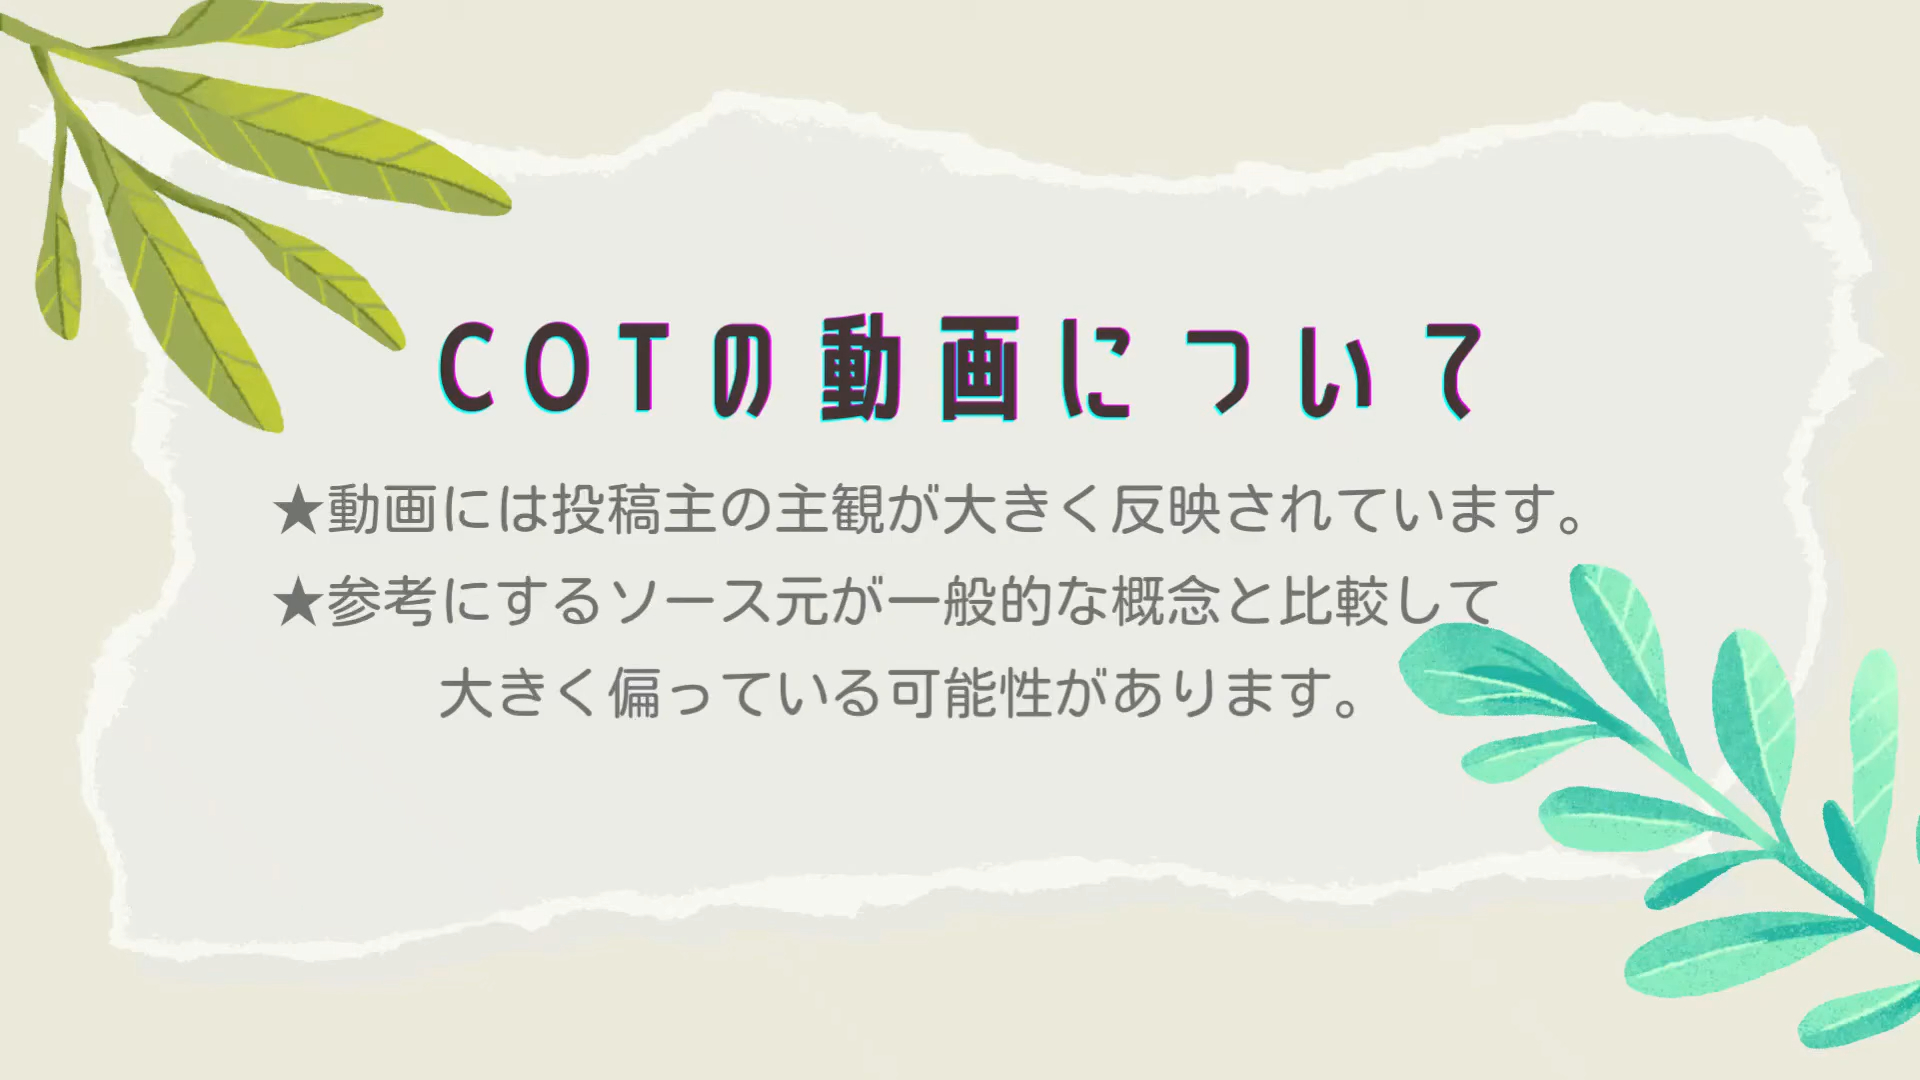 COTの動画について
★動画には投稿主の主観が大きく反映されています。
★参考にするソース元が一般的な概念と比較して
大きく偏っている可能性があります。